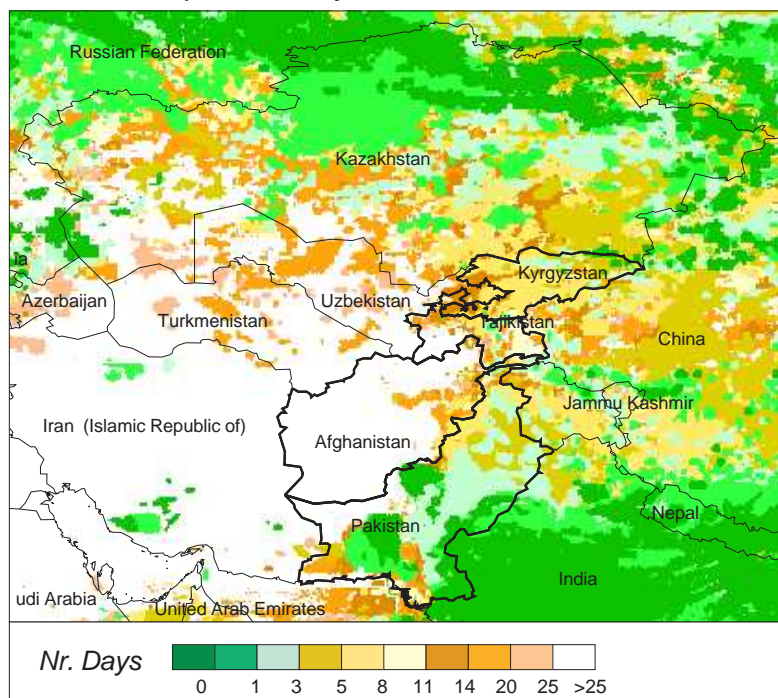 Russian Federation
Kazakhstan
ia
Kyrgyzstan
Azerbaijan
Uzbekistan
Turkmenistan
Tajikistan
China
Jammu Kashmir
Iran (Islamic Republic of)
Afghanistan
Nepal
Pakistan
India
udi Arabia
United Arab Emirates
Nr. Days
0 1 3 5 8 11 14 20 25 >25